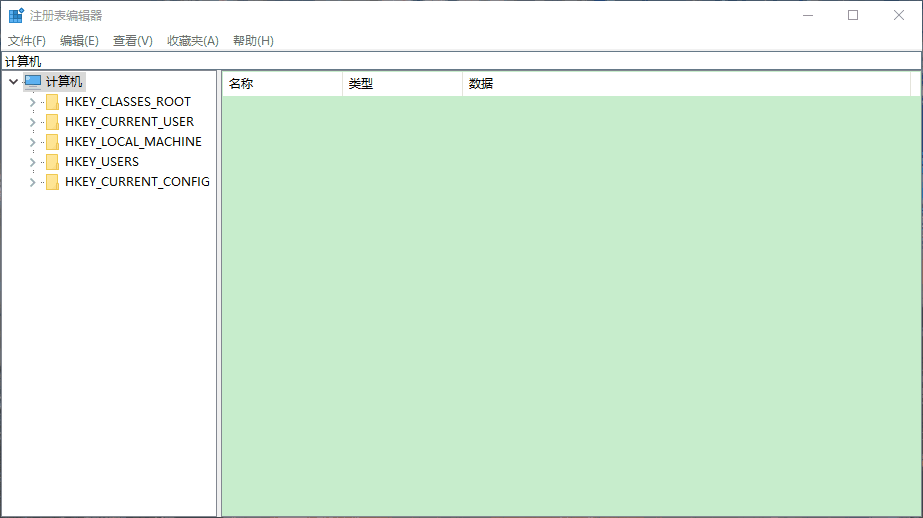 注册表编辑器
文件(F) 编辑(E) 查看(V) 收藏夹(A) 帮助(H)
计算机
计算机
HKEY_CLASSES_ROOT
HKEY_CURRENT_USER
HKEY_LOCAL_MACHINE
HKEY_USERS
HKEY_CURRENT_CONFIG
名称 类型 数据